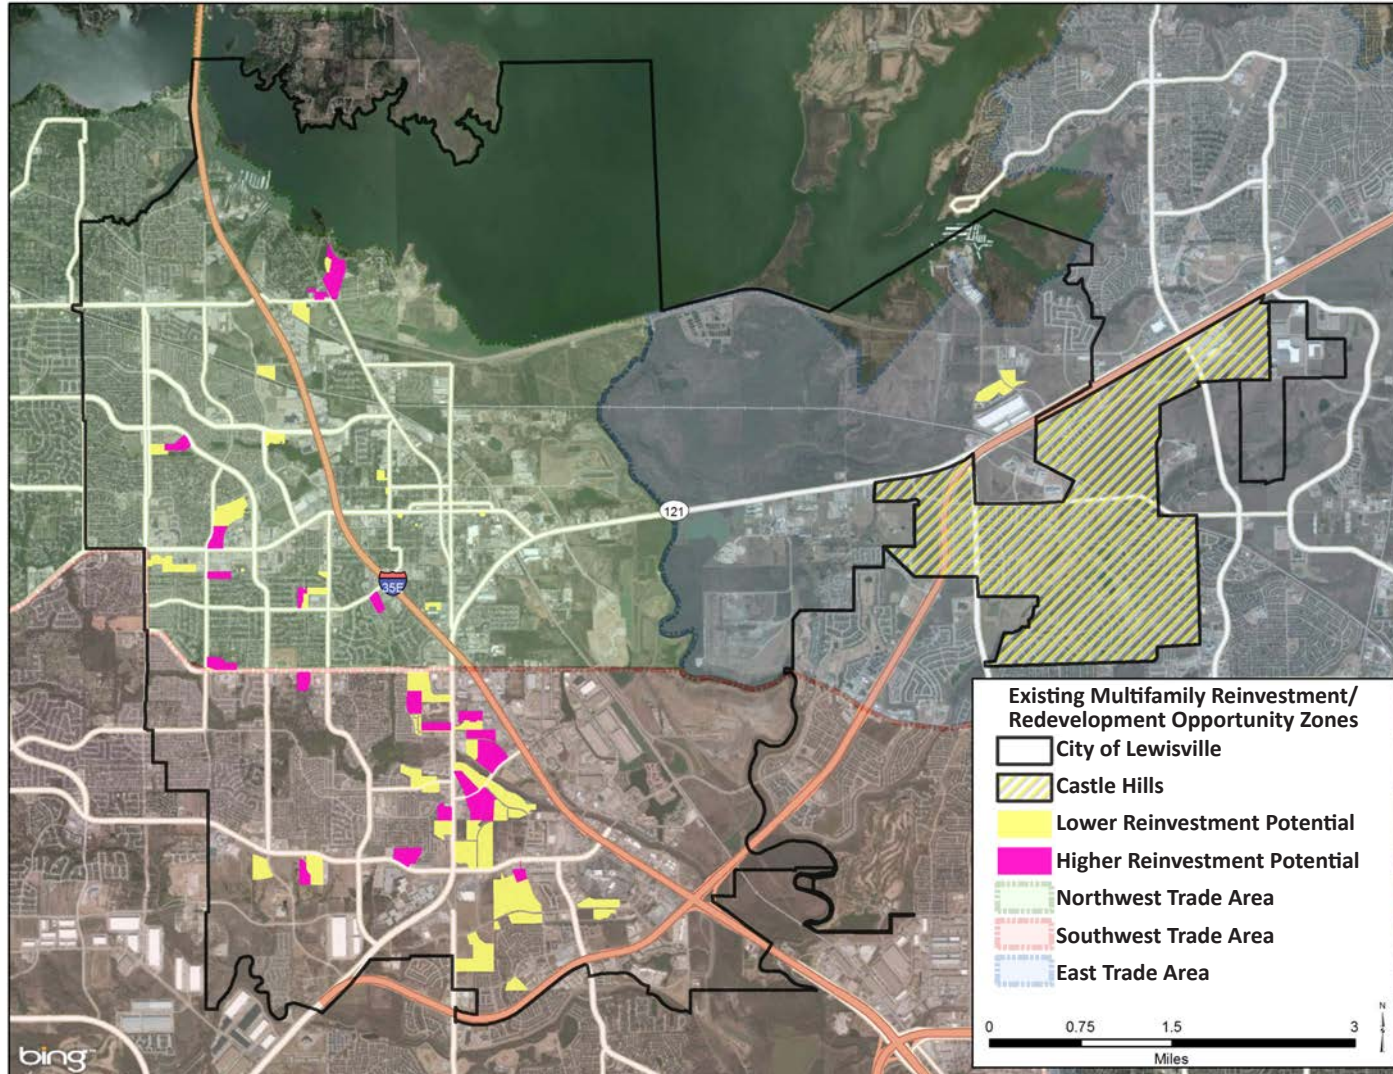 121
35E
Existing Multifamily Reinvestment/
Redevelopment Opportunity Zones
City of Lewisville
Castle Hills
Lower Reinvestment Potential
Higher Reinvestment Potential
Northwest Trade Area
Southwest Trade Area
East Trade Area
N
0 0.75 1.5 3
Miles
bing